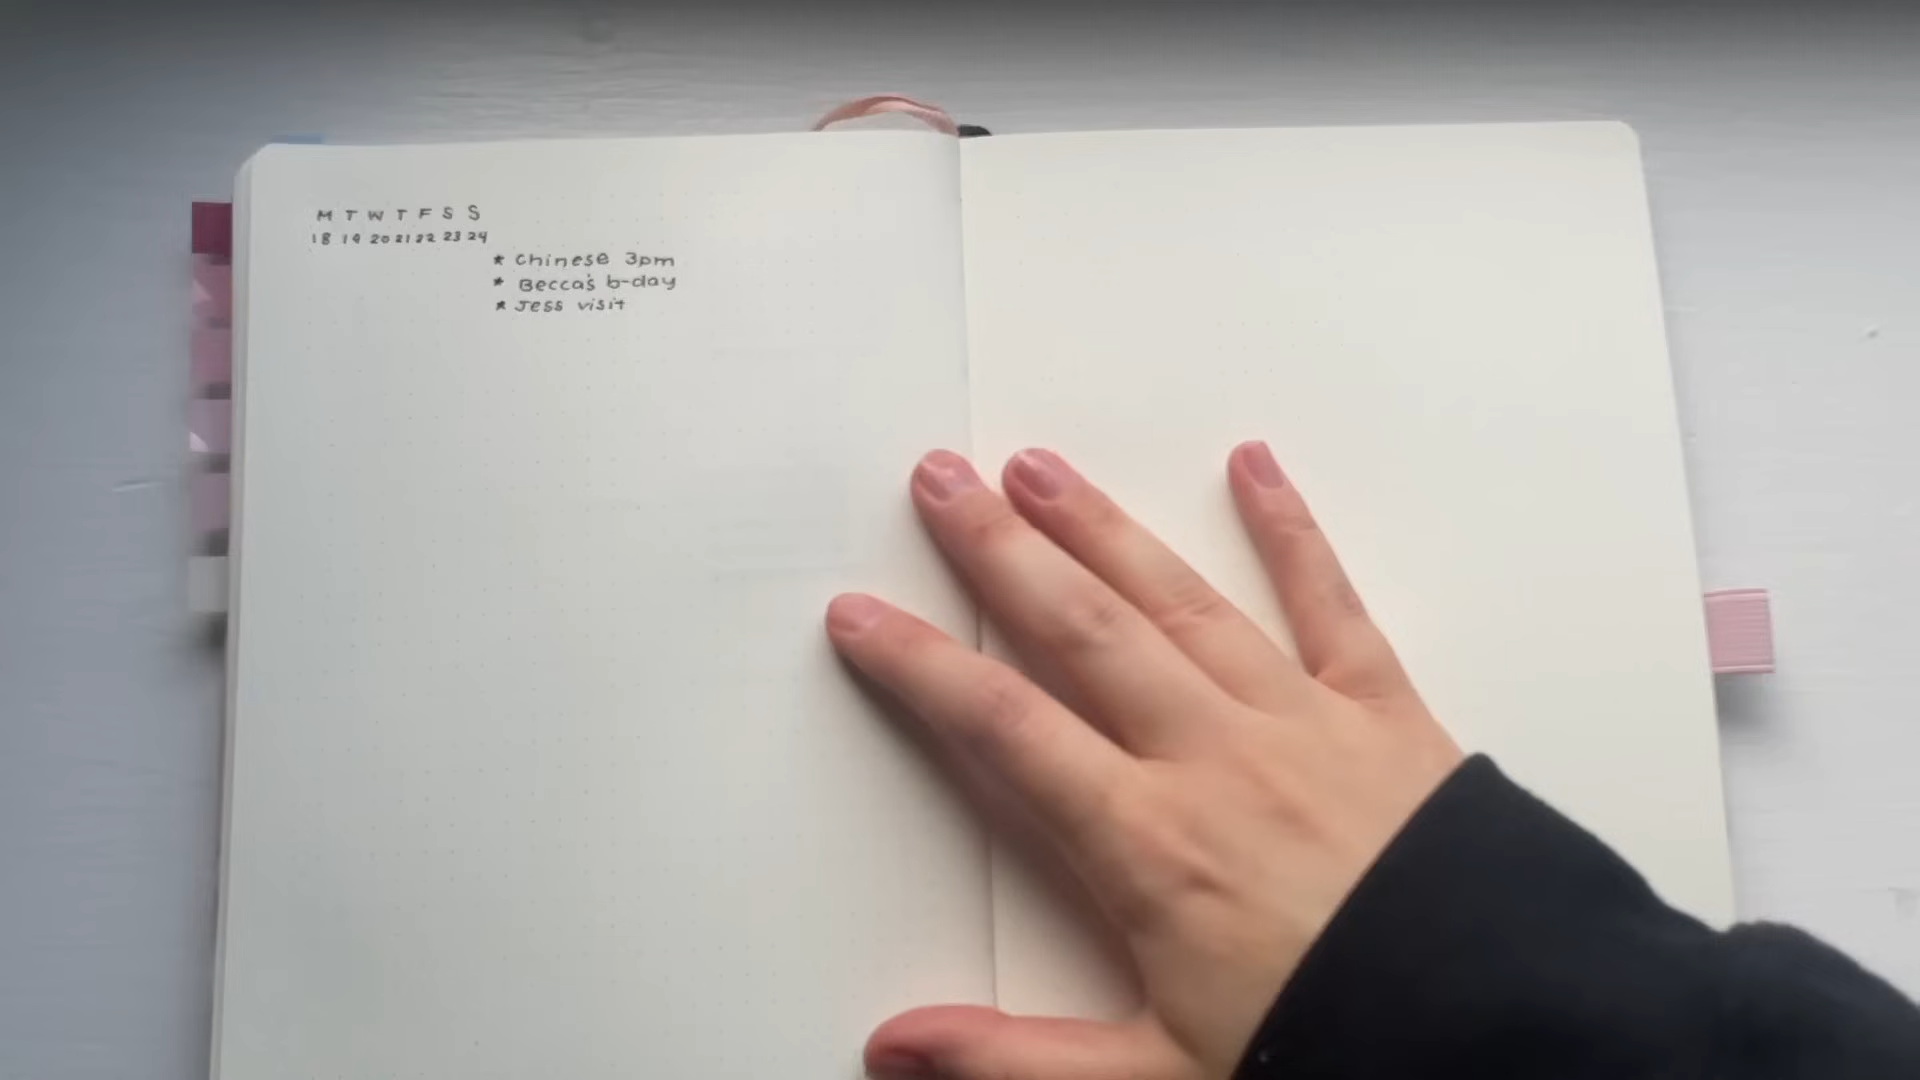 M T W T F S S
18 19 20 21 22 23 24
* Chinese 3pm
* Becca's b-day
* Jess visit